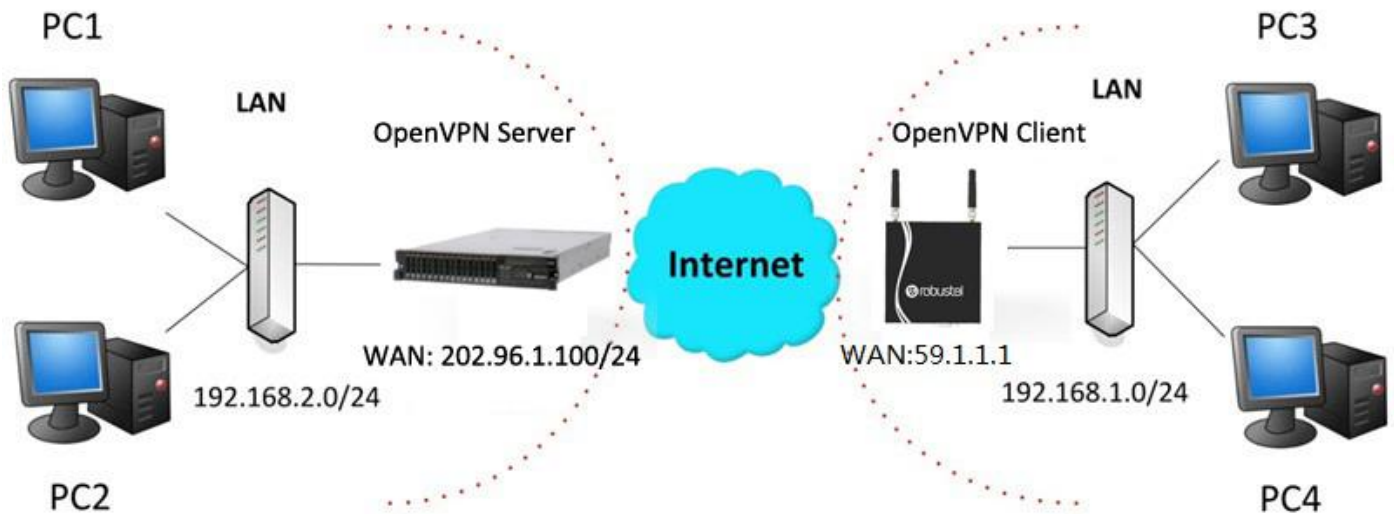 PC1
PC3
LAN
LAN
OpenVPN Server
OpenVPN Client
Internet
robustel
WAN: 202.96.1.100/24
WAN:59.1.1.1
192.168.2.0/24
192.168.1.0/24
PC2
PC4